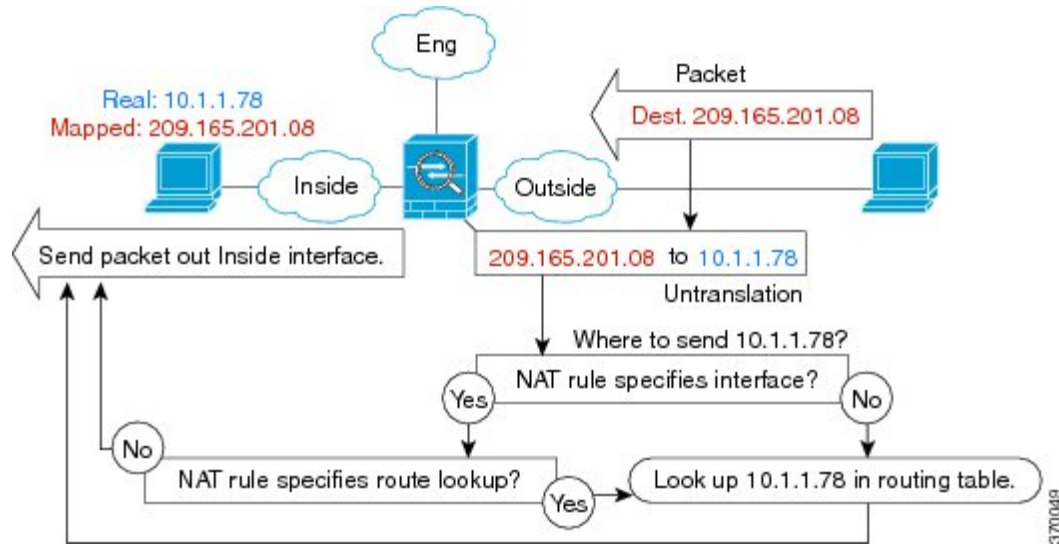 Eng
Packet
Real: 10.1.1.78
Mapped: 209.165.201.08
Dest. 209.165.201.08
Inside
Outside
Send packet out Inside interface.
209.165.201.08 to 10.1.1.78
Untranslation
Where to send 10.1.1.78?
NAT rule specifies interface?
Yes
No
No
NAT rule specifies route lookup?
Yes
Look up 10.1.1.78 in routing table.
370049